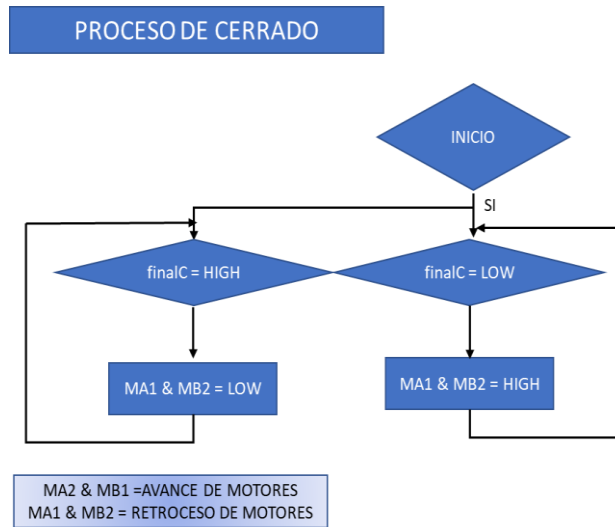 PROCESO DE CERRADO
INICIO
SI
finalC = HIGH
finalC = LOW
MA1 & MB2 = LOW
MA1 & MB2 = HIGH
MA2 & MB1 =AVANCE DE MOTORES
MA1 & MB2 = RETROCESO DE MOTORES